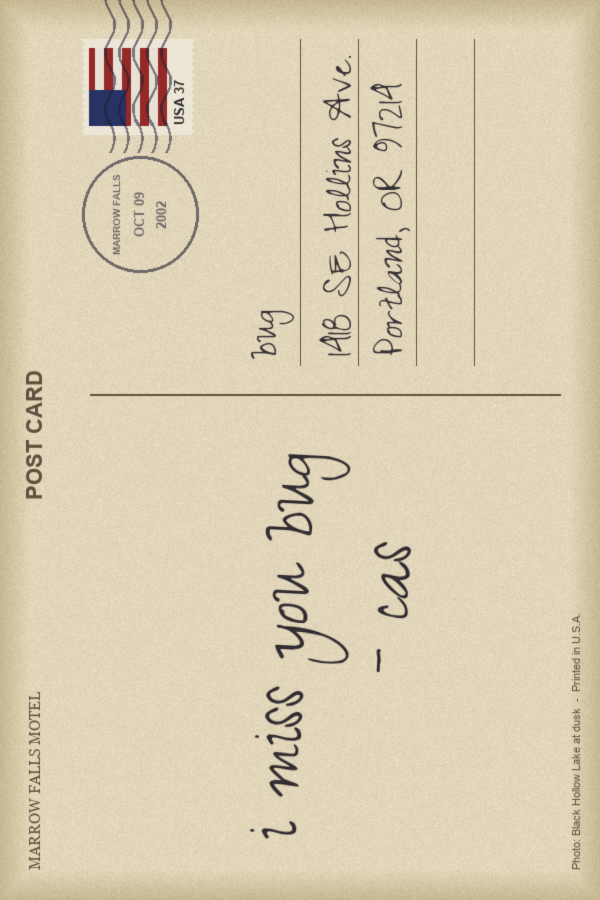 MARROW FALLS MOTEL
POST CARD
USA 37
MARROW FALLS
OCT 09
2002
i miss you bug
– cas
bug
1418 SE Hollins Ave.
Portland, OR 97214
Photo: Black Hollow Lake at dusk - Printed in U.S.A.